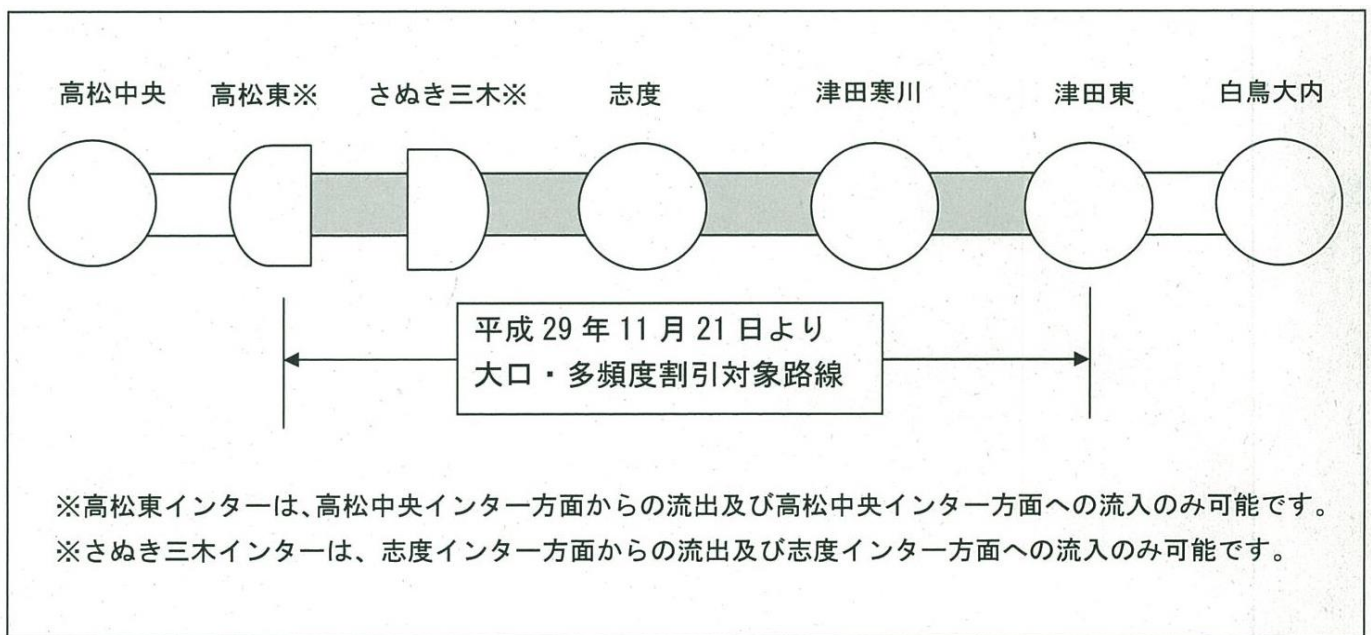 高松中央 高松東※ さぬき三木※ 志度 津田寒川 津田東 白鳥大内
平成 29 年 11 月 21 日より
大口・多頻度割引対象路線
※高松東インターは、高松中央インター方面からの流出及び高松中央インター方面への流入のみ可能です。
※さぬき三木インターは、志度インター方面からの流出及び志度インター方面への流入のみ可能です。